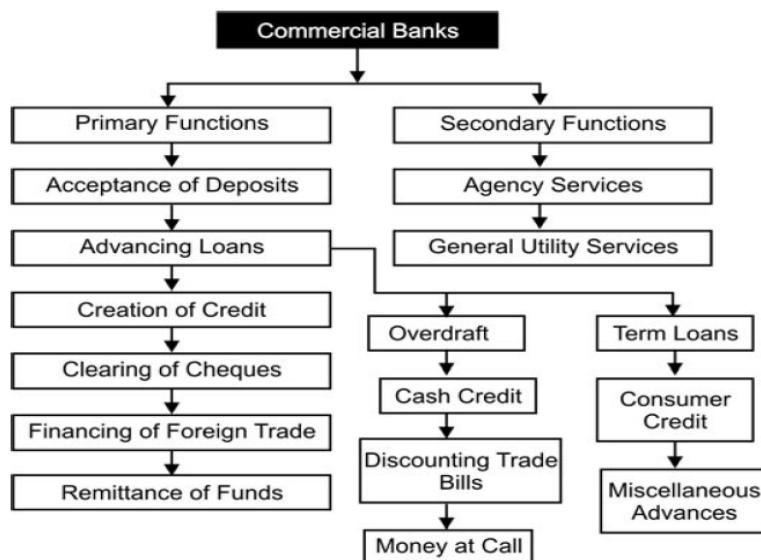 Commercial Banks
Primary Functions
Secondary Functions
Acceptance of Deposits
Agency Services
Advancing Loans
General Utility Services
Creation of Credit
Overdraft
Term Loans
Clearing of Cheques
Cash Credit
Consumer
Credit
Financing of Foreign Trade
Discounting Trade
Bills
Remittance of Funds
Miscellaneous
Advances
Money at Call